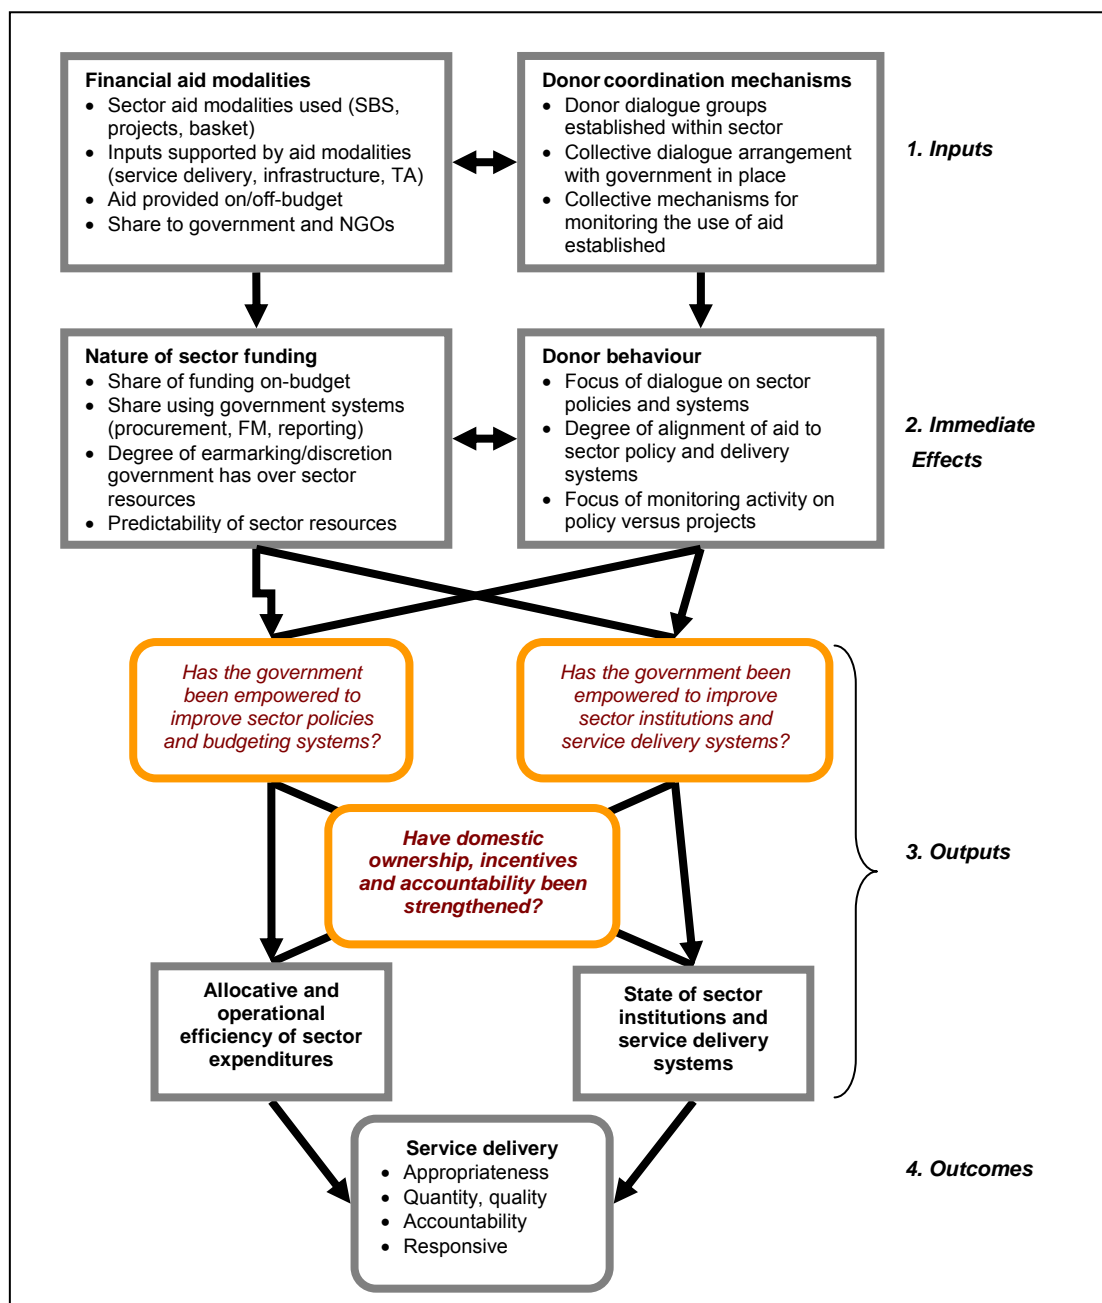 Financial aid modalities
• Sector aid modalities used (SBS,
projects, basket)
• Inputs supported by aid modalities
(service delivery, infrastructure, TA)
• Aid provided on/off-budget
• Share to government and NGOs
Donor coordination mechanisms
• Donor dialogue groups
established within sector
• Collective dialogue arrangement
with government in place
• Collective mechanisms for
monitoring the use of aid
established
1. Inputs
Nature of sector funding
• Share of funding on-budget
• Share using government systems
(procurement, FM, reporting)
• Degree of earmarking/discretion
government has over sector
resources
• Predictability of sector resources
Donor behaviour
• Focus of dialogue on sector
policies and systems
• Degree of alignment of aid to
sector policy and delivery
systems
• Focus of monitoring activity on
policy versus projects
2. Immediate
Effects
Has the government
been empowered to
improve sector policies
and budgeting systems?
Has the government been
empowered to improve
sector institutions and
service delivery systems?
Have domestic
ownership, incentives
and accountability been
strengthened?
3. Outputs
Allocative and
operational
efficiency of sector
expenditures
State of sector
institutions and
service delivery
systems
Service delivery
• Appropriateness
• Quantity, quality
• Accountability
• Responsive
4. Outcomes